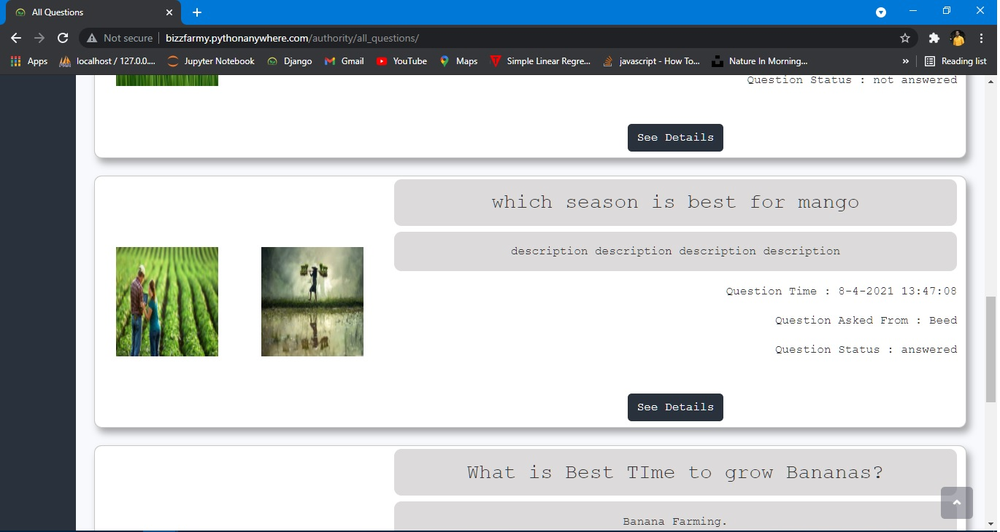 All Questions
Not secure
bizzfarmy.pythonanywhere.com/authority/all_questions/
Apps
localhost / 127.0.0....
Jupyter Notebook
Django
Gmail
YouTube
Maps
Simple Linear Regre...
javascript - How To...
Nature In Morning...
»
Reading list
Question Status : not answered
See Details
which season is best for mango
description description description description
Question Time : 8-4-2021 13:47:08
Question Asked From : Beed
Question Status : answered
See Details
What is Best TIme to grow Bananas?
Banana Farming.